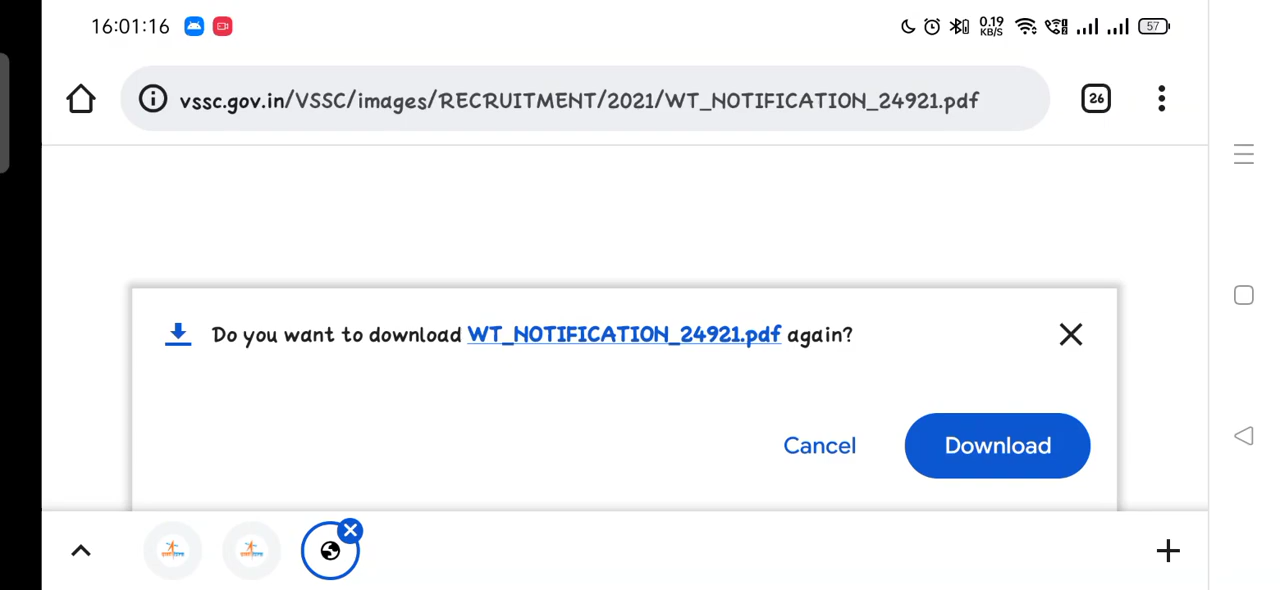 16:01:16 0.19 KB/S 57
vssc.gov.in/VSSC/images/RECRUITMENT/2021/WT_NOTIFICATION_24921.pdf 26
Do you want to download WT_NOTIFICATION_24921.pdf again?
Cancel Download